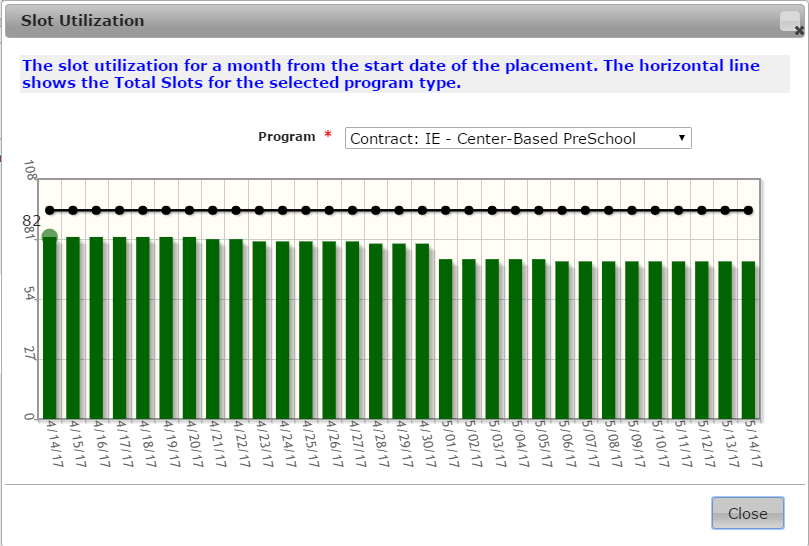 Slot Utilization
The slot utilization for a month from the start date of the placement. The horizontal line
shows the Total Slots for the selected program type.
Program * Contract: IE - Center-Based PreSchool
108
82
81
54
27
0
4/14/17 4/15/17 4/16/17 4/17/17 4/18/17 4/19/17 4/20/17 4/21/17 4/22/17 4/23/17 4/24/17 4/25/17 4/26/17 4/27/17 4/28/17 4/29/17 4/30/17 5/01/17 5/02/17 5/03/17 5/04/17 5/05/17 5/06/17 5/07/17 5/08/17 5/09/17 5/10/17 5/11/17 5/12/17 5/13/17 5/14/17
Close